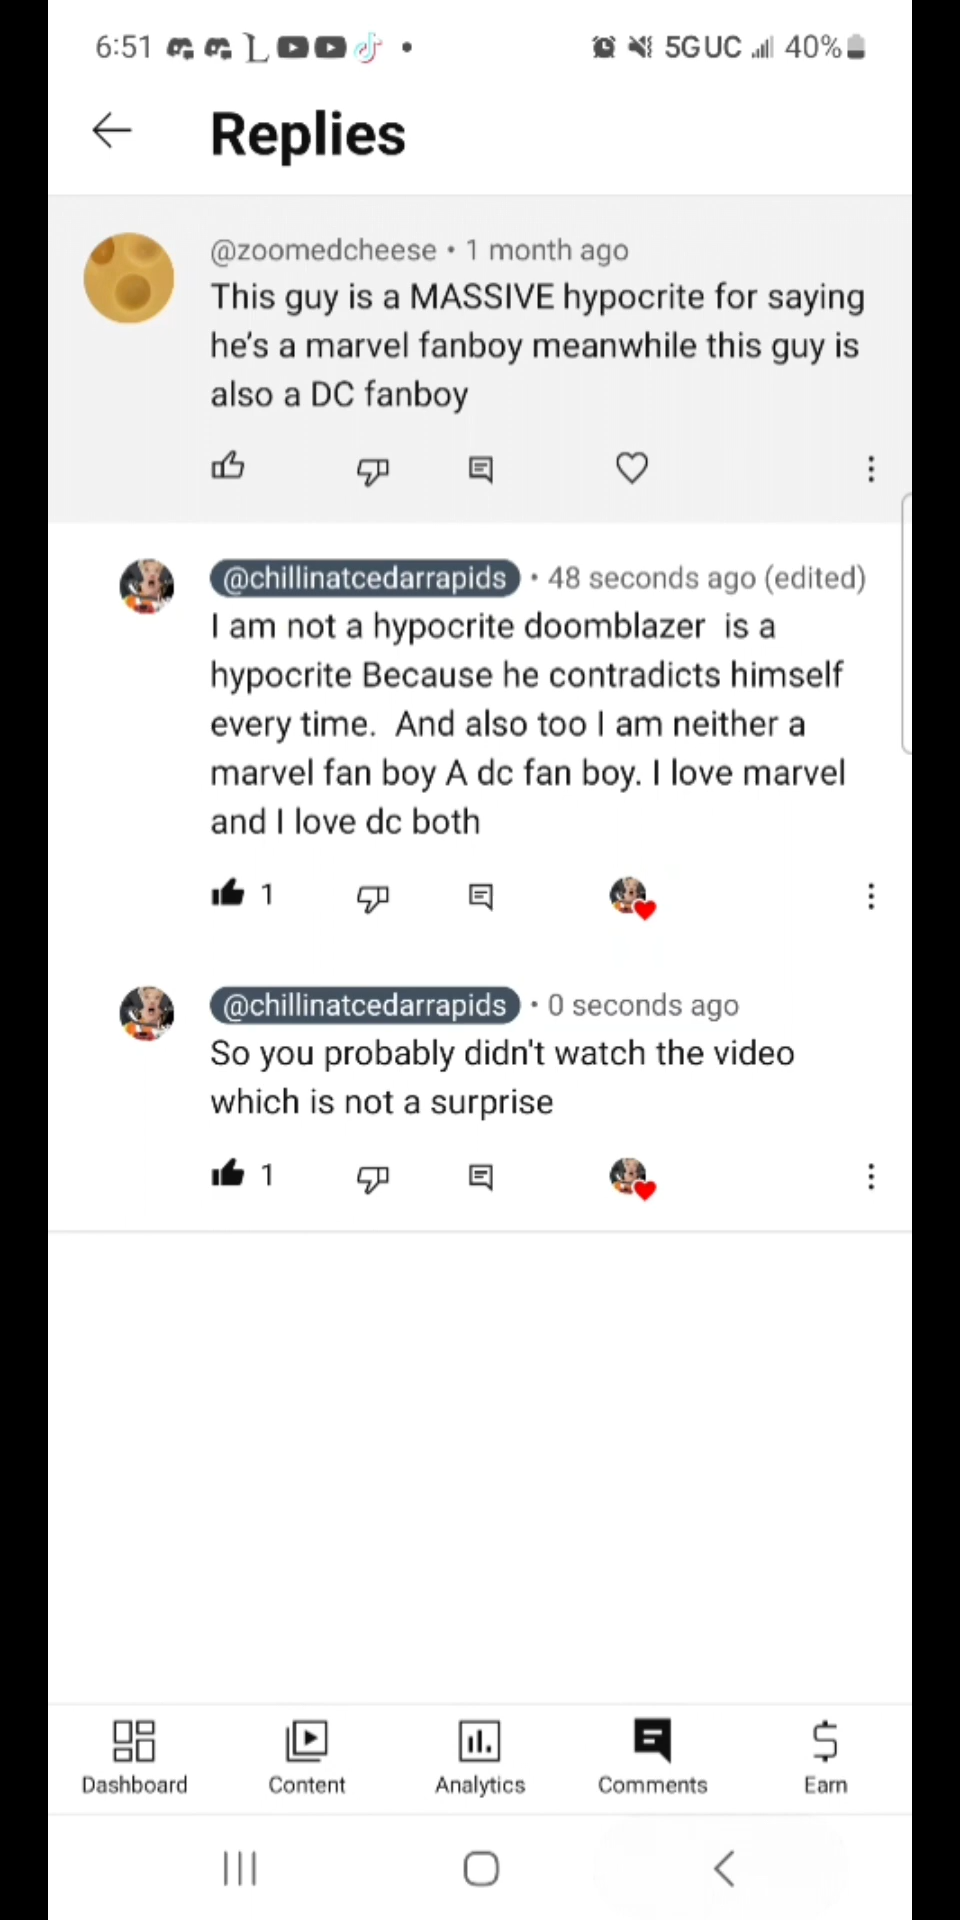 6:51 5G UC 40%
Replies
@zoomedcheese • 1 month ago
This guy is a MASSIVE hypocrite for saying
he's a marvel fanboy meanwhile this guy is
also a DC fanboy
@chillinatcedarrapids • 48 seconds ago (edited)
I am not a hypocrite doomblazer  is a
hypocrite Because he contradicts himself
every time.  And also too I am neither a
marvel fan boy A dc fan boy. I love marvel
and I love dc both
1
@chillinatcedarrapids • 0 seconds ago
So you probably didn't watch the video
which is not a surprise
1
Dashboard Content Analytics Comments Earn